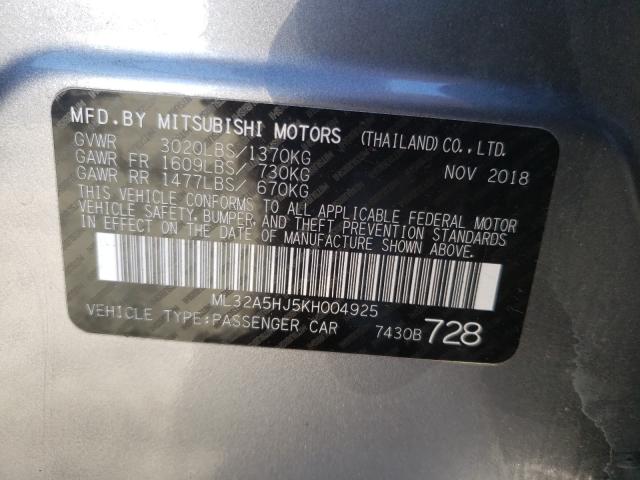 MFD.BY MITSUBISHI MOTORS (THAILAND) CO., LTD.
GVWR 3020LBS/1370KG NOV 2018
GAWR FR 1609LBS/ 730KG
GAWR RR 1477LBS/ 670KG
THIS VEHICLE CONFORMS TO ALL APPLICABLE FEDERAL MOTOR
VEHICLE SAFETY, BUMPER, AND THEFT PREVENTION STANDARDS
IN EFFECT ON THE DATE OF MANUFACTURE SHOWN ABOVE.
ML32A5HJ5KH004925
VEHICLE TYPE:PASSENGER CAR 7430B 728